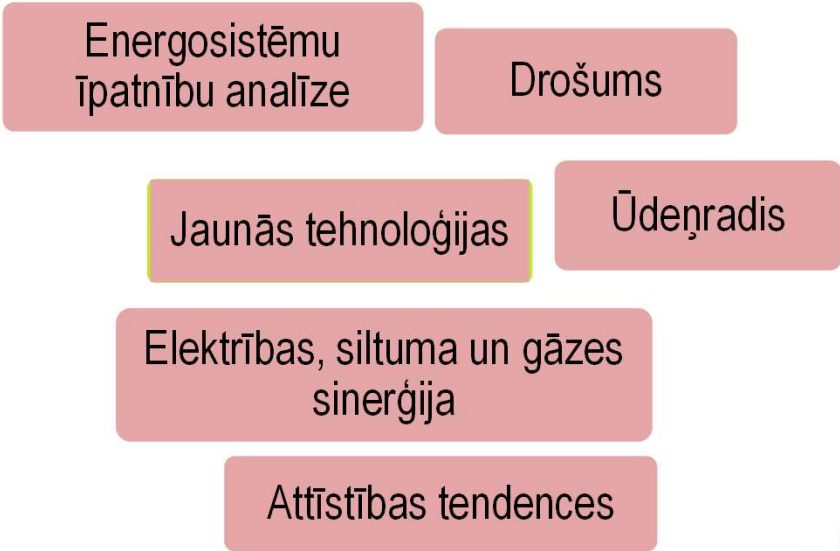 Energosistēmu
īpatnību analīze
Drošums
Jaunās tehnoloģijas
Ūdeņradis
Elektrības, siltuma un gāzes
sinerģija
Attīstības tendences